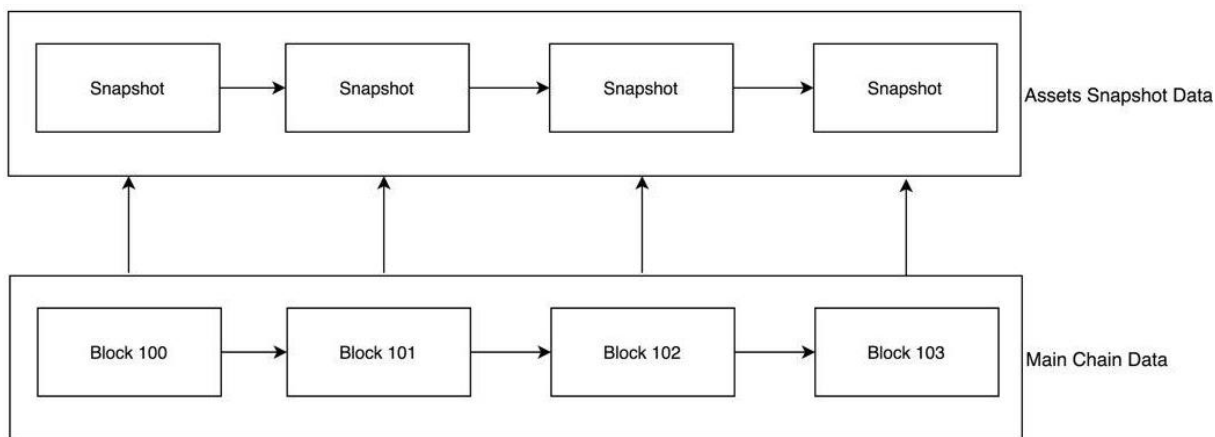 Snapshot
Snapshot
Snapshot
Snapshot
Assets Snapshot Data
Block 100
Block 101
Block 102
Block 103
Main Chain Data